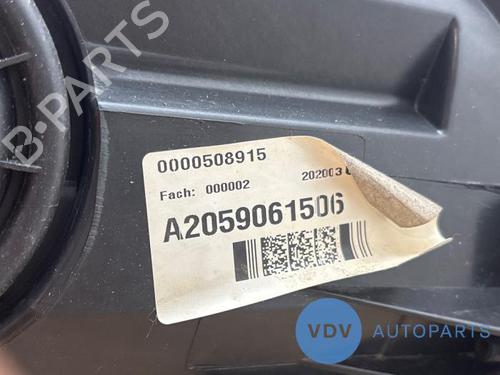 B-PARTS
0000508915
Fach: 000002 202003
A2059061506
VDV AUTOPARTS